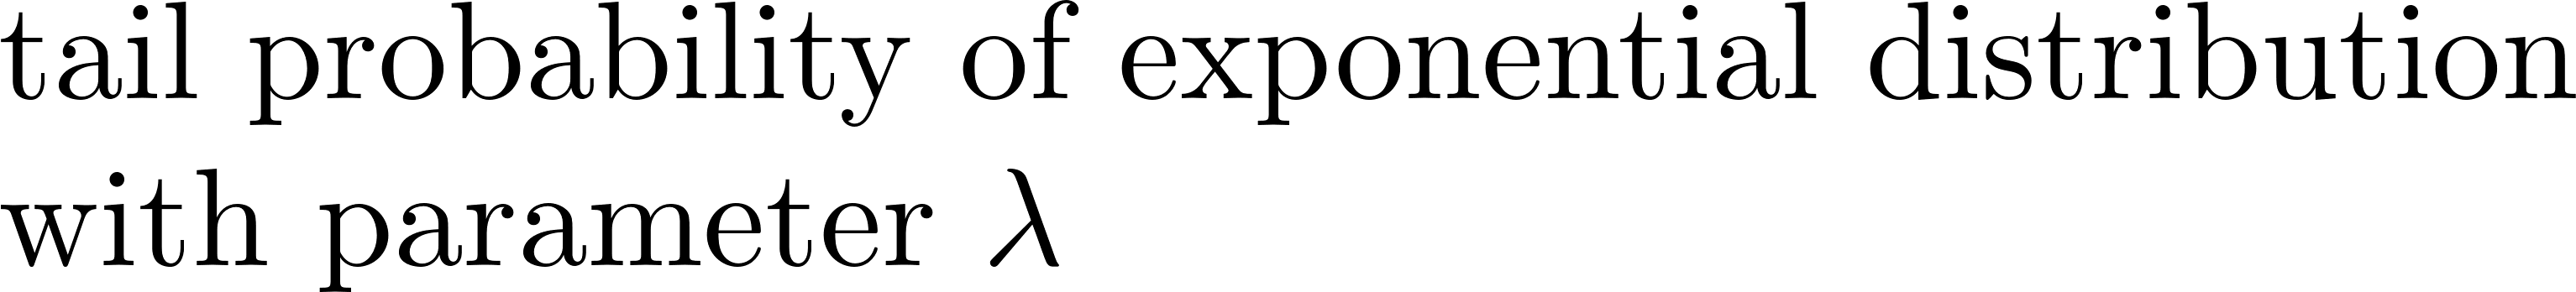 tail probability of exponential distribution
with parameter λ